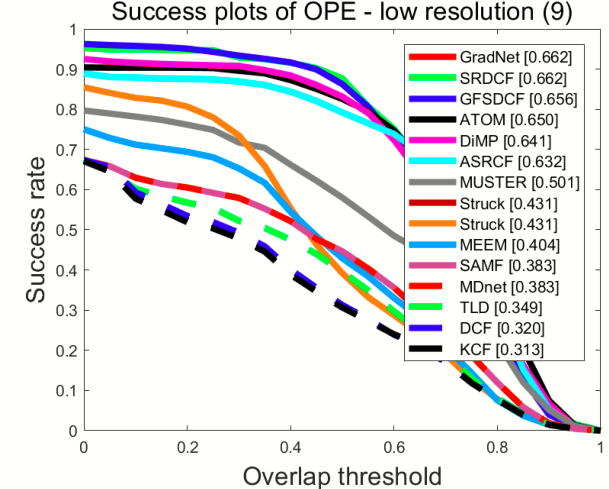 Success plots of OPE - low resolution (9)
1
0.9
0.8
0.7
0.6
0.5
0.4
0.3
0.2
0.1
0
0
0.2
0.4
0.6
0.8
1
Success rate
Overlap threshold
GradNet [0.662]
SRDCF [0.662]
GFSDCF [0.656]
ATOM [0.650]
DiMP [0.641]
ASRCF [0.632]
MUSTER [0.501]
Struck [0.431]
Struck [0.431]
MEEM [0.404]
SAMF [0.383]
MDnet [0.383]
TLD [0.349]
DCF [0.320]
KCF [0.313]